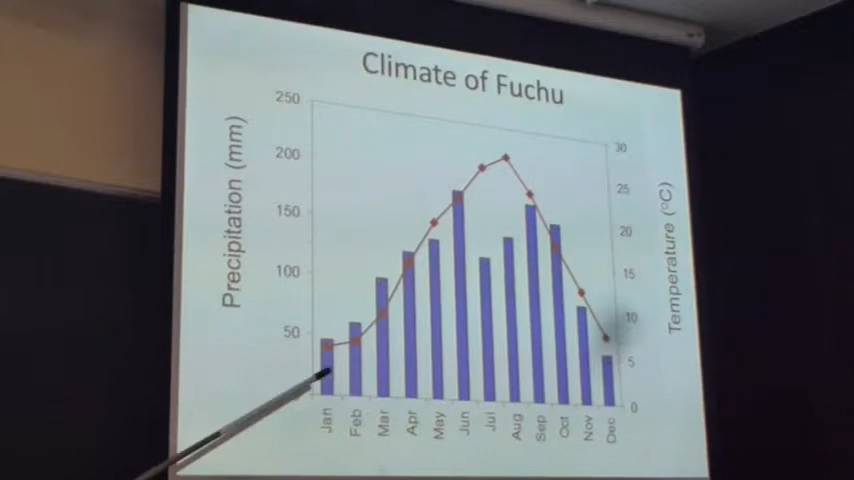 Climate of Fuchu
Precipitation (mm)
250
200
150
100
50
30
25
20
15
10
5
0
Temperature (°C)
Jan
Feb
Mar
Apr
May
Jun
Jul
Aug
Sep
Oct
Nov
Dec